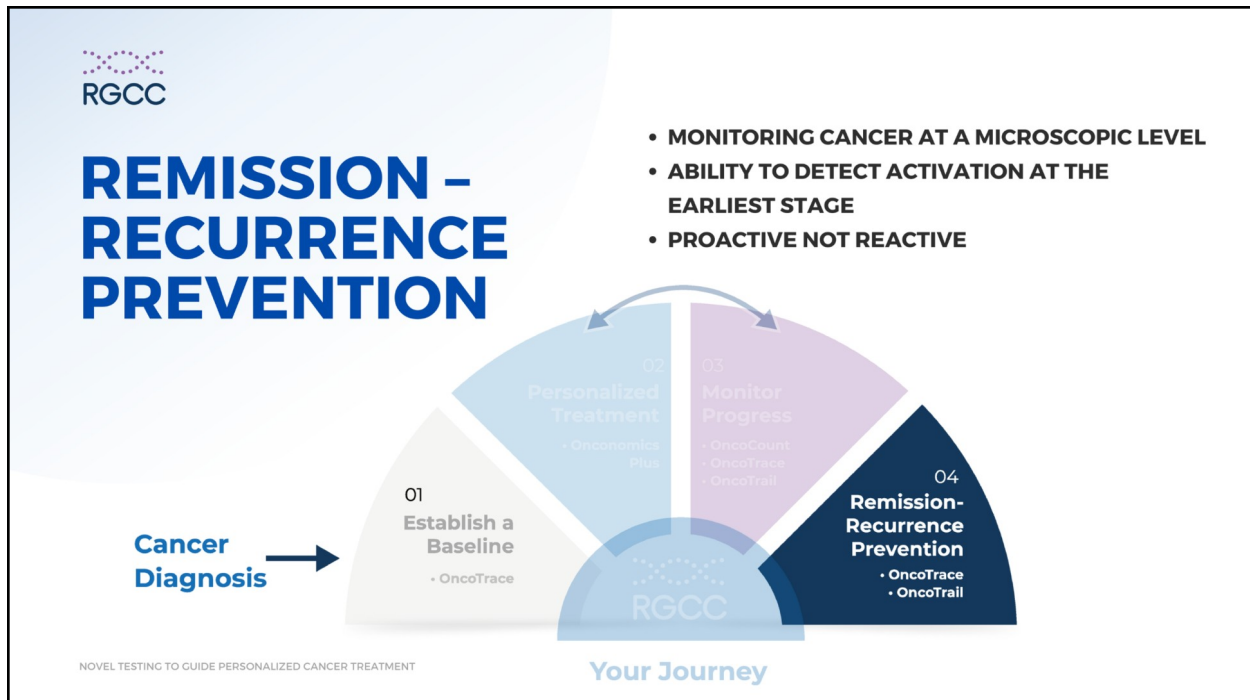 RGCC
REMISSION –
RECURRENCE
PREVENTION
• MONITORING CANCER AT A MICROSCOPIC LEVEL
• ABILITY TO DETECT ACTIVATION AT THE
EARLIEST STAGE
• PROACTIVE NOT REACTIVE
Cancer
Diagnosis
01
Establish a
Baseline
• OncoTrace
02
Personalized
Treatment
• Onconomics
Plus
03
Monitor
Progress
• OncoCount
• OncoTrace
• OncoTrail
04
Remission-
Recurrence
Prevention
• OncoTrace
• OncoTrail
RGCC
Your Journey
NOVEL TESTING TO GUIDE PERSONALIZED CANCER TREATMENT